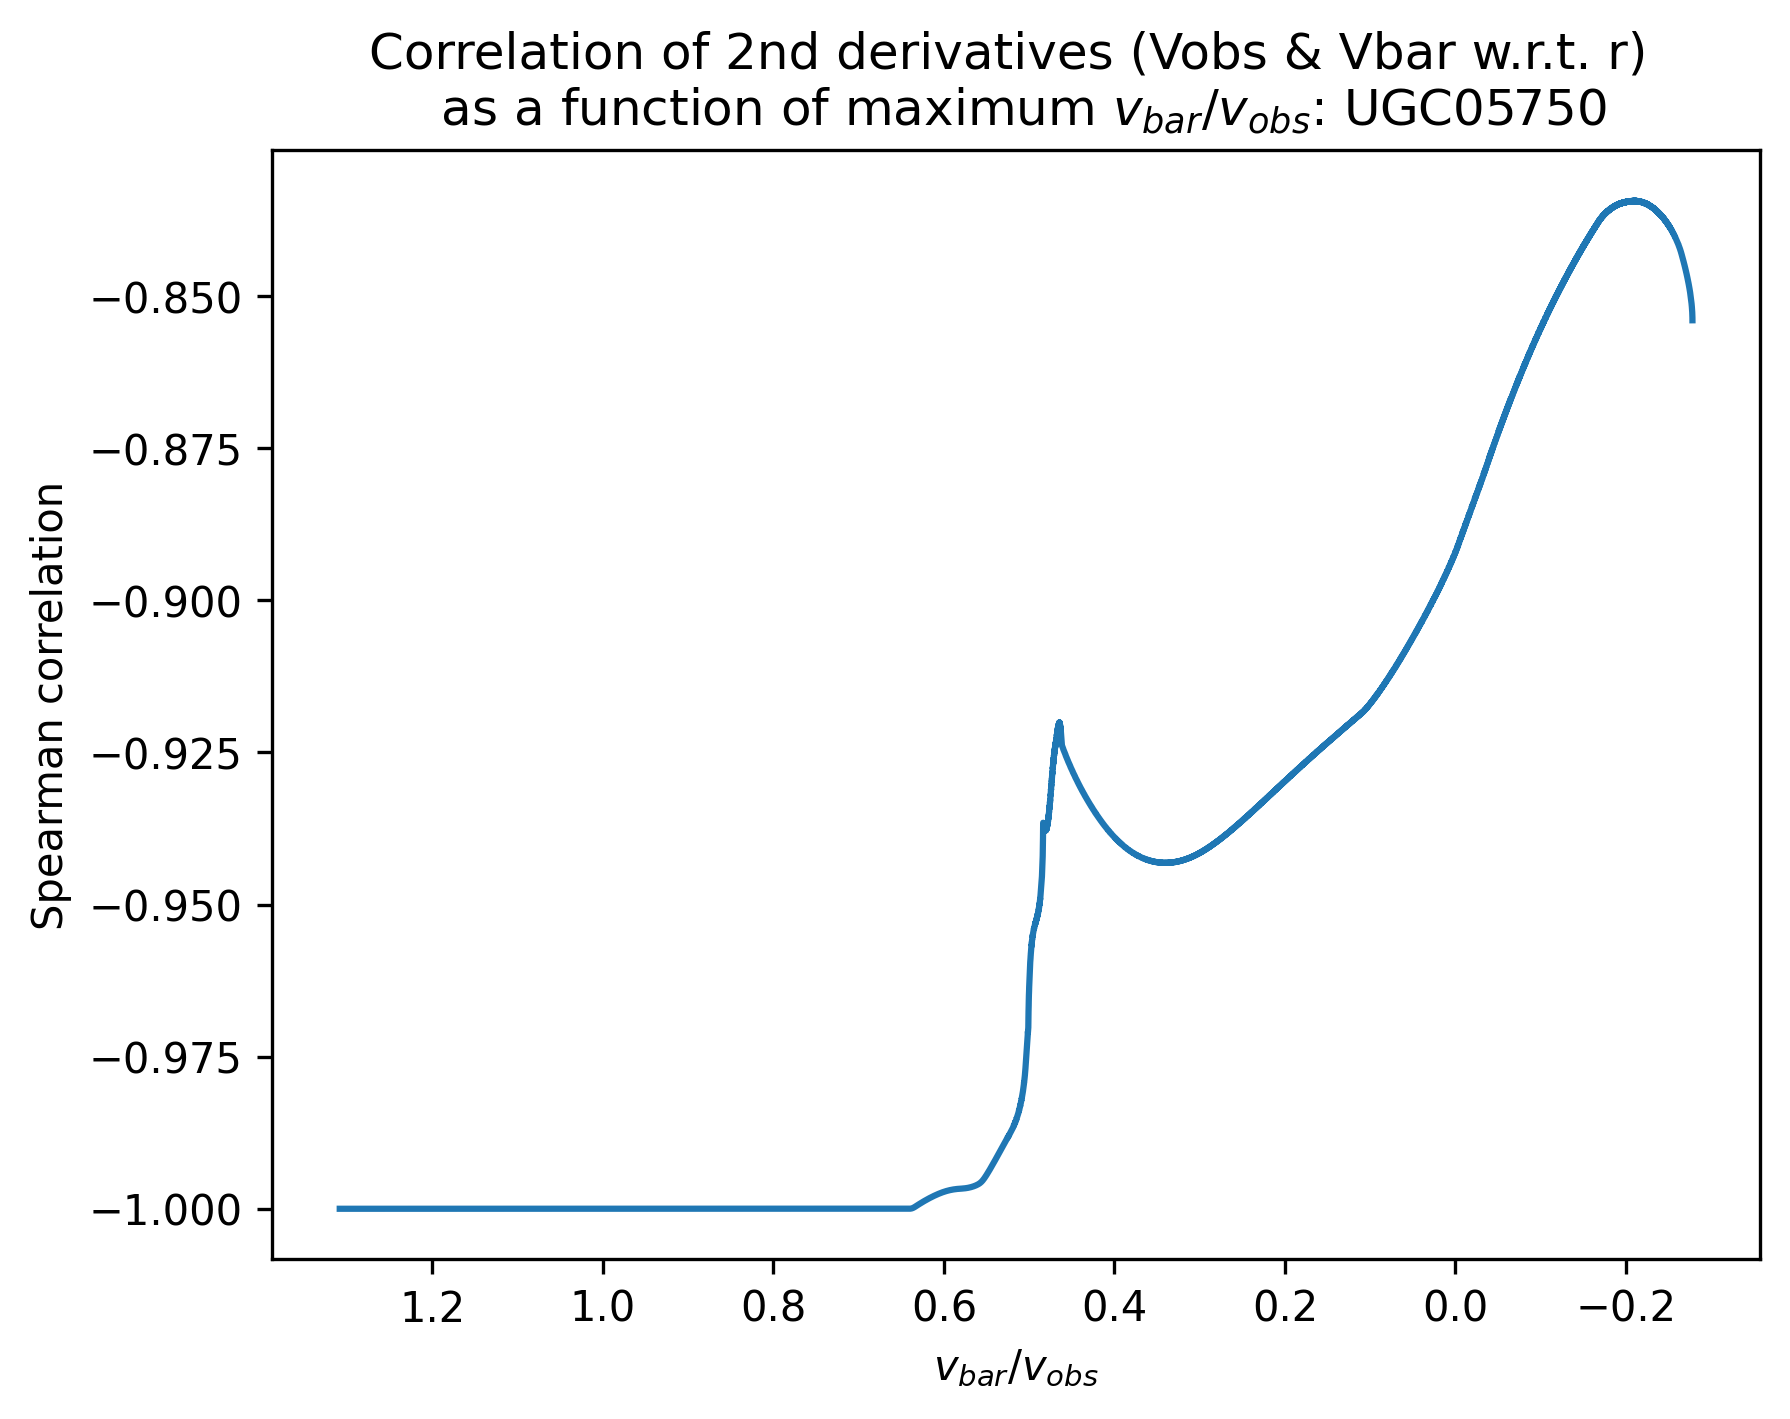 Correlation of 2nd derivatives (Vobs & Vbar w.r.t. r)
as a function of maximum v_bar/v_obs: UGC05750
Spearman correlation
−0.850
−0.875
−0.900
−0.925
−0.950
−0.975
−1.000
1.2 1.0 0.8 0.6 0.4 0.2 0.0 −0.2
v_bar/v_obs